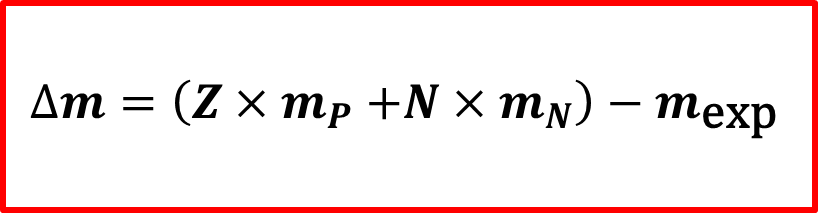 Δm = (Z × m_P +N × m_N) − m_exp